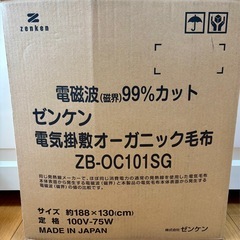 zenken
電磁波(磁界)99%カット
ゼンケン
電気掛敷オーガニック毛布
ZB-OC101SG
サイズ 約188×130(cm)
定格 100V-75W
MADE IN JAPAN
株式会社ゼンケン